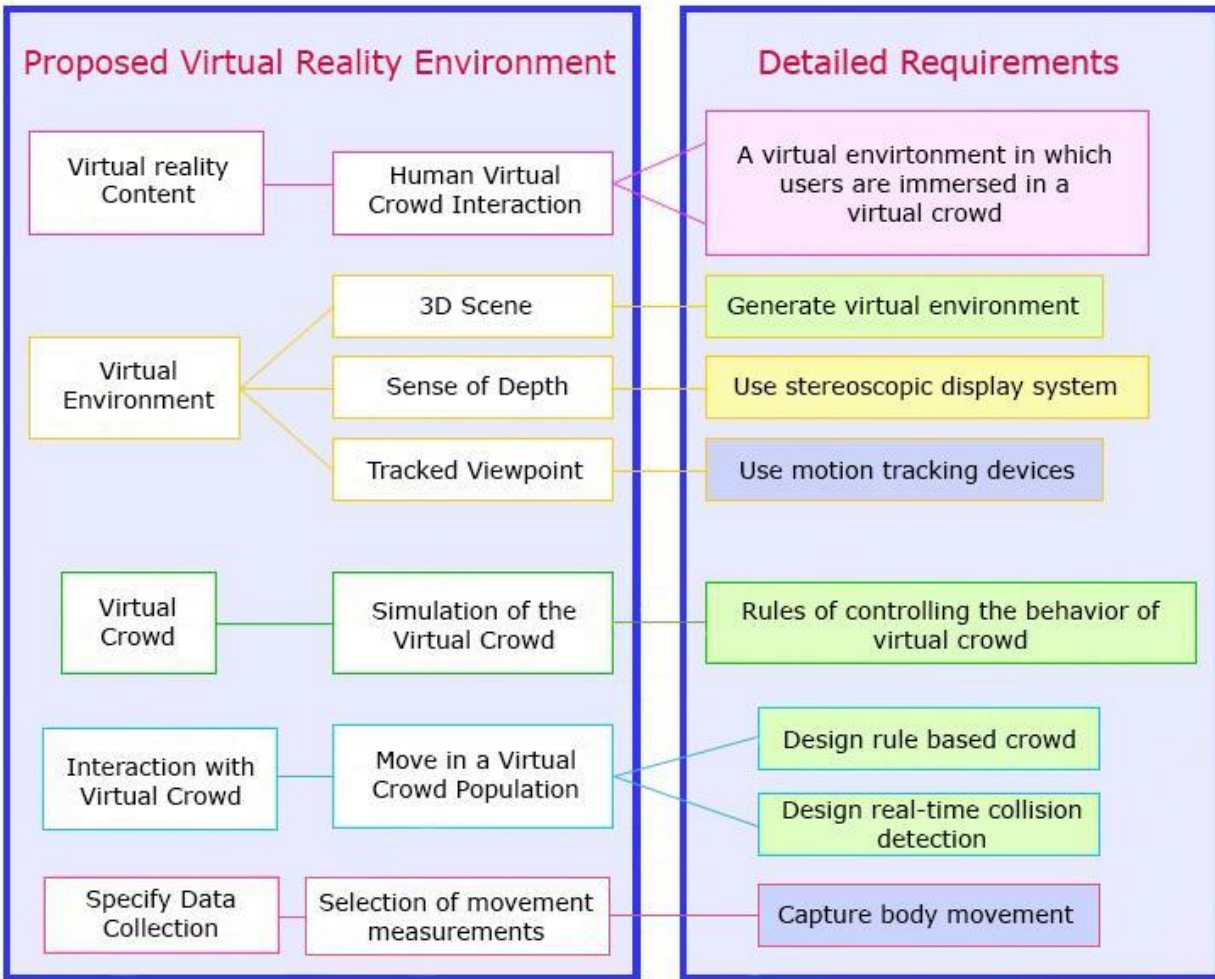 Proposed Virtual Reality Environment
Detailed Requirements
Virtual reality
Content
Human Virtual
Crowd Interaction
A virtual envirtonment in which
users are immersed in a
virtual crowd
Virtual
Environment
3D Scene
Generate virtual environment
Sense of Depth
Use stereoscopic display system
Tracked Viewpoint
Use motion tracking devices
Virtual
Crowd
Simulation of the
Virtual Crowd
Rules of controlling the behavior of
virtual crowd
Interaction with
Virtual Crowd
Move in a Virtual
Crowd Population
Design rule based crowd
Design real-time collision
detection
Specify Data
Collection
Selection of movement
measurements
Capture body movement